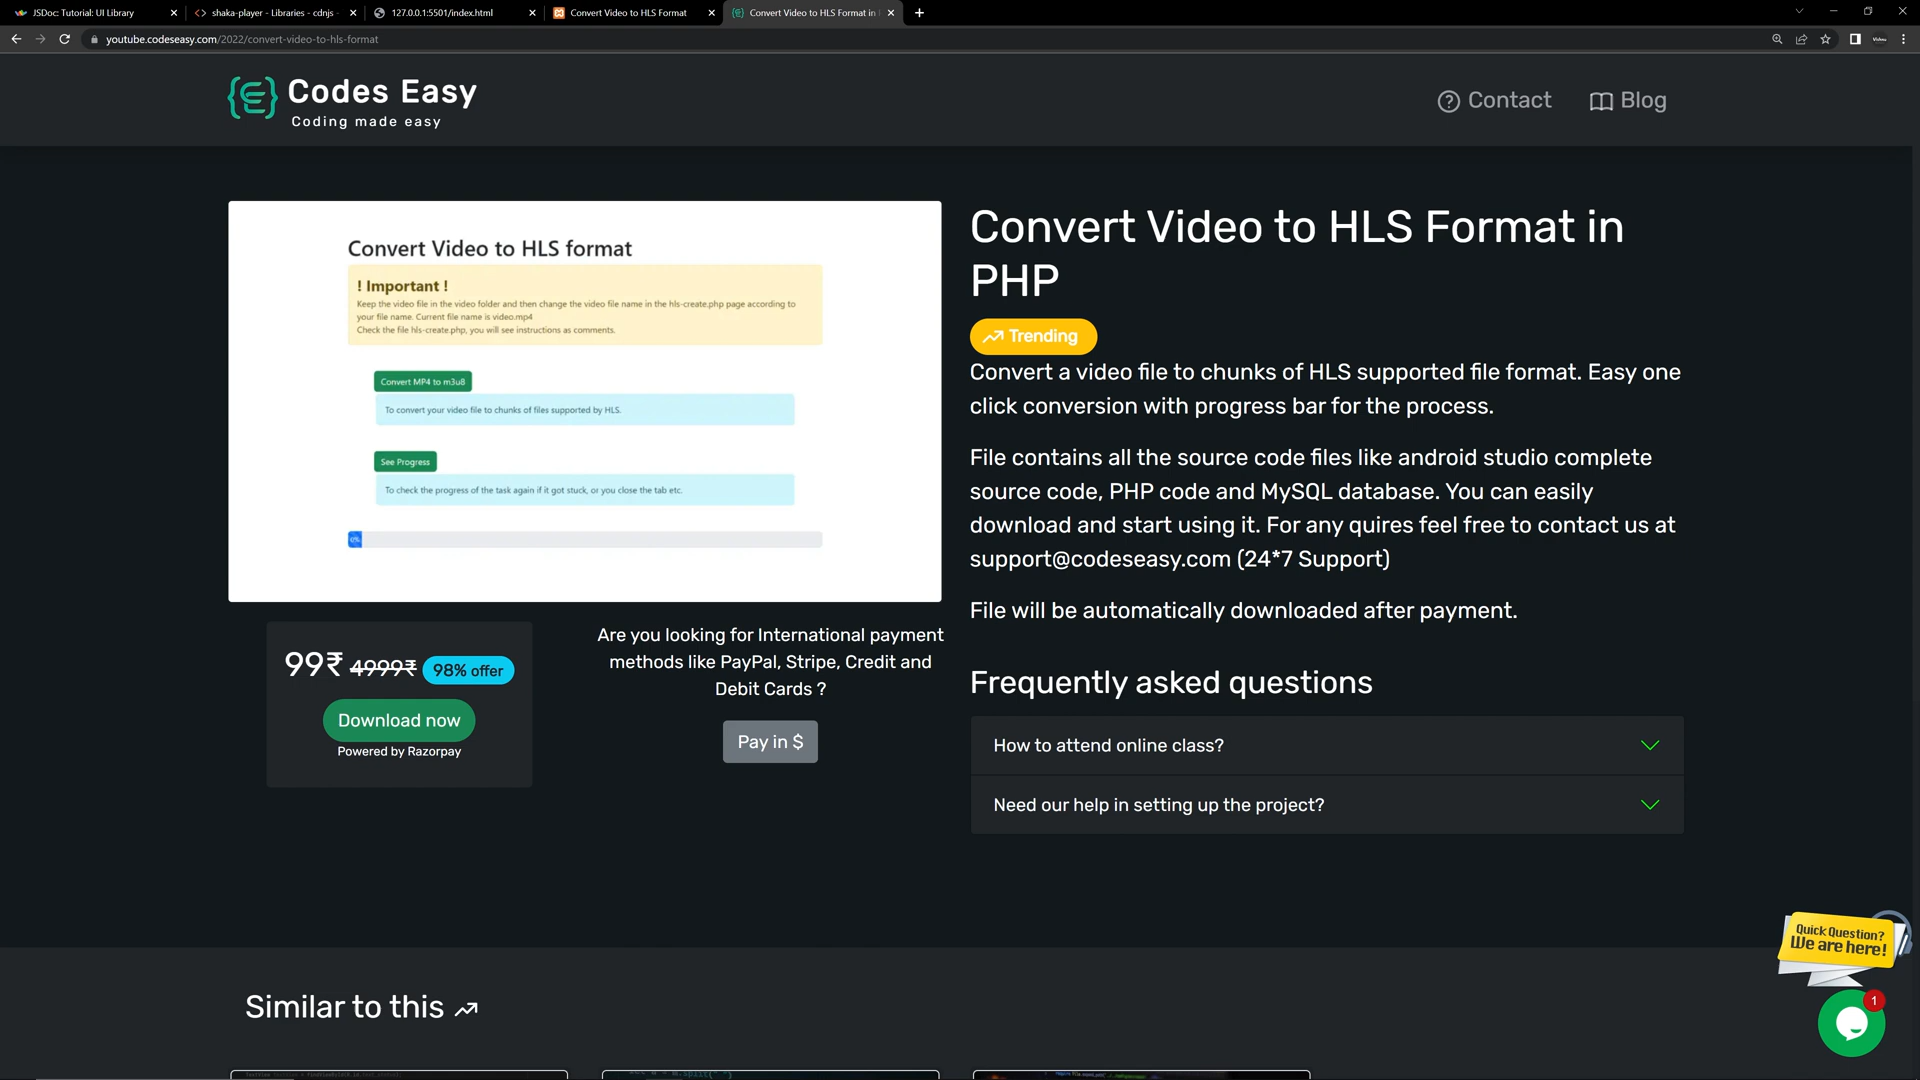 JSDoc: Tutorial: UI Library
shaka-player - Libraries - cdnjs -
127.0.0.1:5501/index.html
Convert Video to HLS Format
Convert Video to HLS Format in
youtube.codeseasy.com/2022/convert-video-to-hls-format
Codes Easy
Coding made easy
Contact
Blog
Convert Video to HLS format
! Important !
Keep the video file in the video folder and then change the video file name in the hls-create.php page according to
your file name. Current file name is video.mp4
Check the file hls-create.php, you will see instructions as comments.
Convert MP4 to m3u8
To convert your video file to chunks of files supported by HLS.
See Progress
To check the progress of the task again if it got stuck, or you close the tab etc.
0%
99₹ 4999₹ 98% offer
Download now
Powered by Razorpay
Are you looking for International payment
methods like PayPal, Stripe, Credit and
Debit Cards ?
Pay in $
Convert Video to HLS Format in
PHP
Trending
Convert a video file to chunks of HLS supported file format. Easy one
click conversion with progress bar for the process.
File contains all the source code files like android studio complete
source code, PHP code and MySQL database. You can easily
download and start using it. For any quires feel free to contact us at
support@codeseasy.com (24*7 Support)
File will be automatically downloaded after payment.
Frequently asked questions
How to attend online class?
Need our help in setting up the project?
Quick Question?
We are here!
1
Similar to this